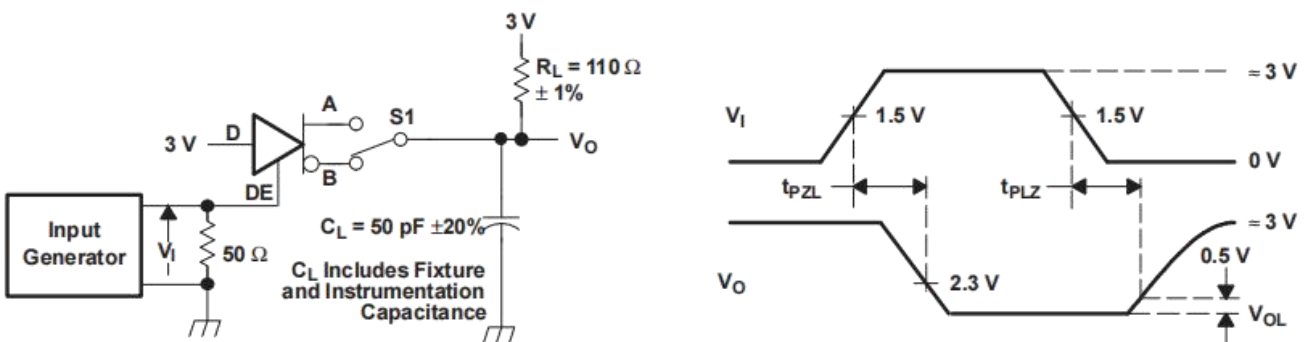 3 V
R_L = 110 Ω
± 1%
A
S1
3 V
D
V_O
B
DE
Input
Generator
V_I
50 Ω
C_L = 50 pF ±20%
C_L Includes Fixture
and Instrumentation
Capacitance
≈ 3 V
V_I
1.5 V
1.5 V
0 V
t_PZL
t_PLZ
≈ 3 V
0.5 V
V_O
2.3 V
V_OL